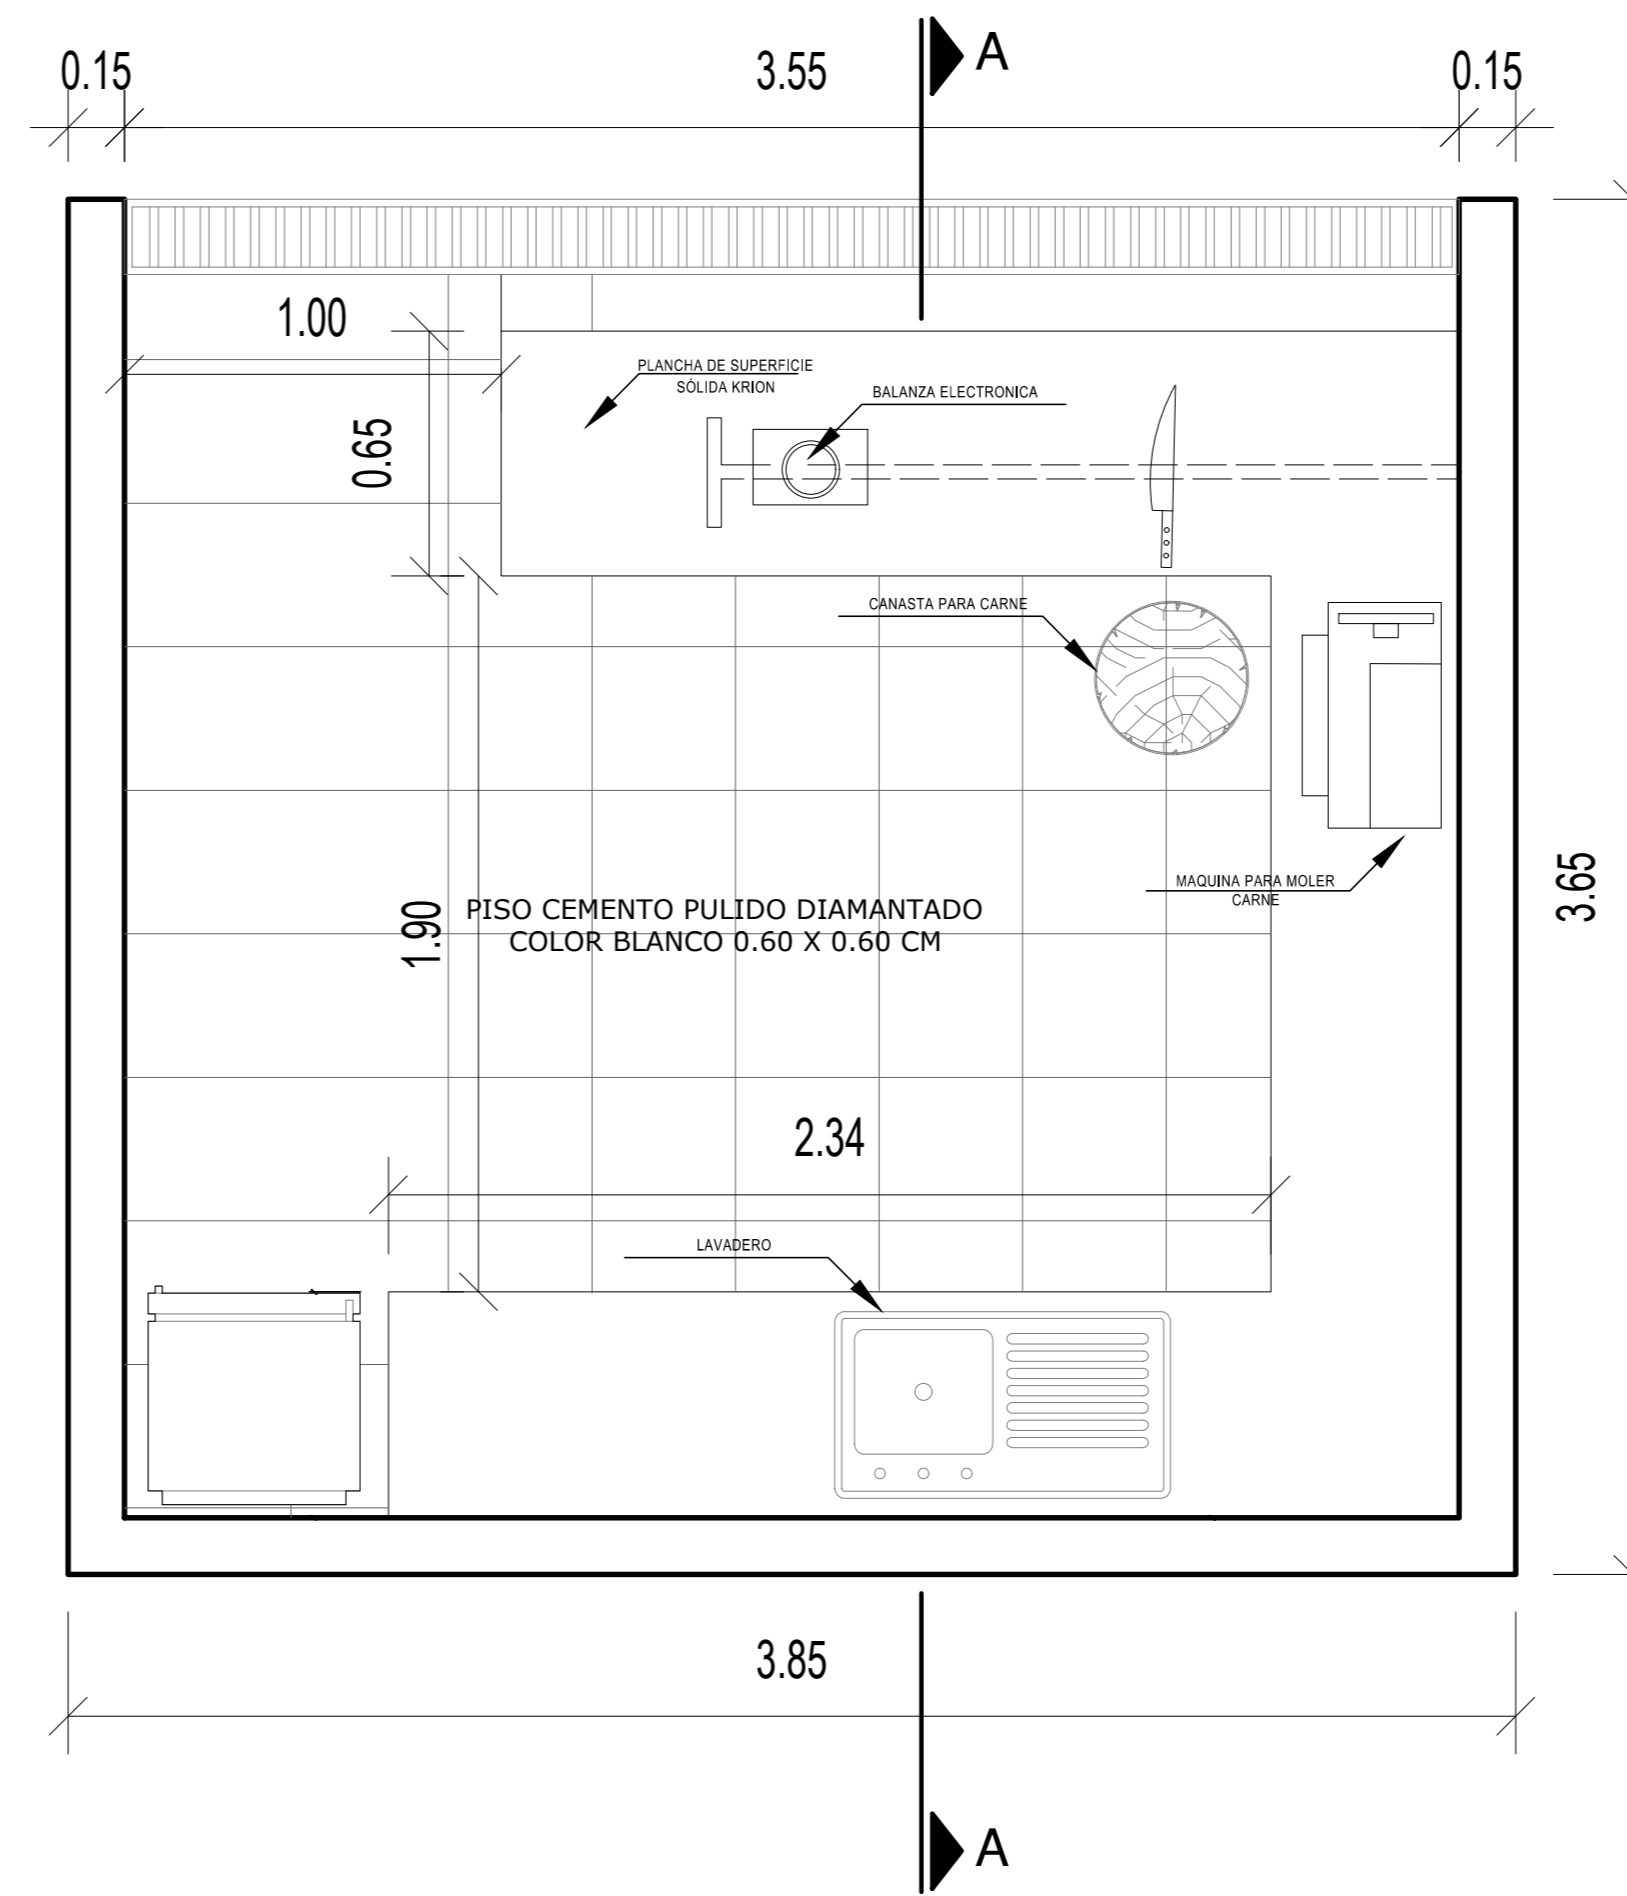 A
0.15
3.55
0.15
1.00
PLANCHA DE SUPERFICIE
SÓLIDA KRION
BALANZA ELECTRONICA
0.65
CANASTA PARA CARNE
MAQUINA PARA MOLER
CARNE
3.65
1.90
PISO CEMENTO PULIDO DIAMANTADO
COLOR BLANCO 0.60 X 0.60 CM
2.34
LAVADERO
3.85
A